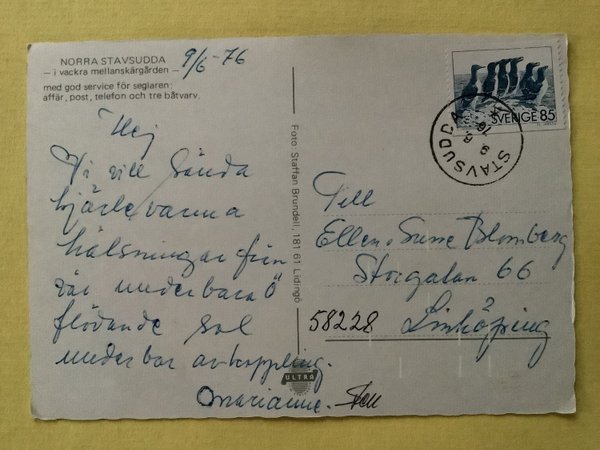 NORRA STAVSUDDA
– i vackra mellanskärgården –
med god service för seglaren:
affär, post, telefon och tre båtvarv.
9/6-76
Hej
Vi vill sända
hjärtevarma
hälsningar från
vår underbara Ö
flödande sol
underbar avkoppling.
Marianne
Foto: Staffan Brundell, 181 61 Lidingö
ULTRA
SVERIGE 85
STAVSUDDA
Till
Ellen o Sune Blomberg
Storgatan 66
58228 Linköping